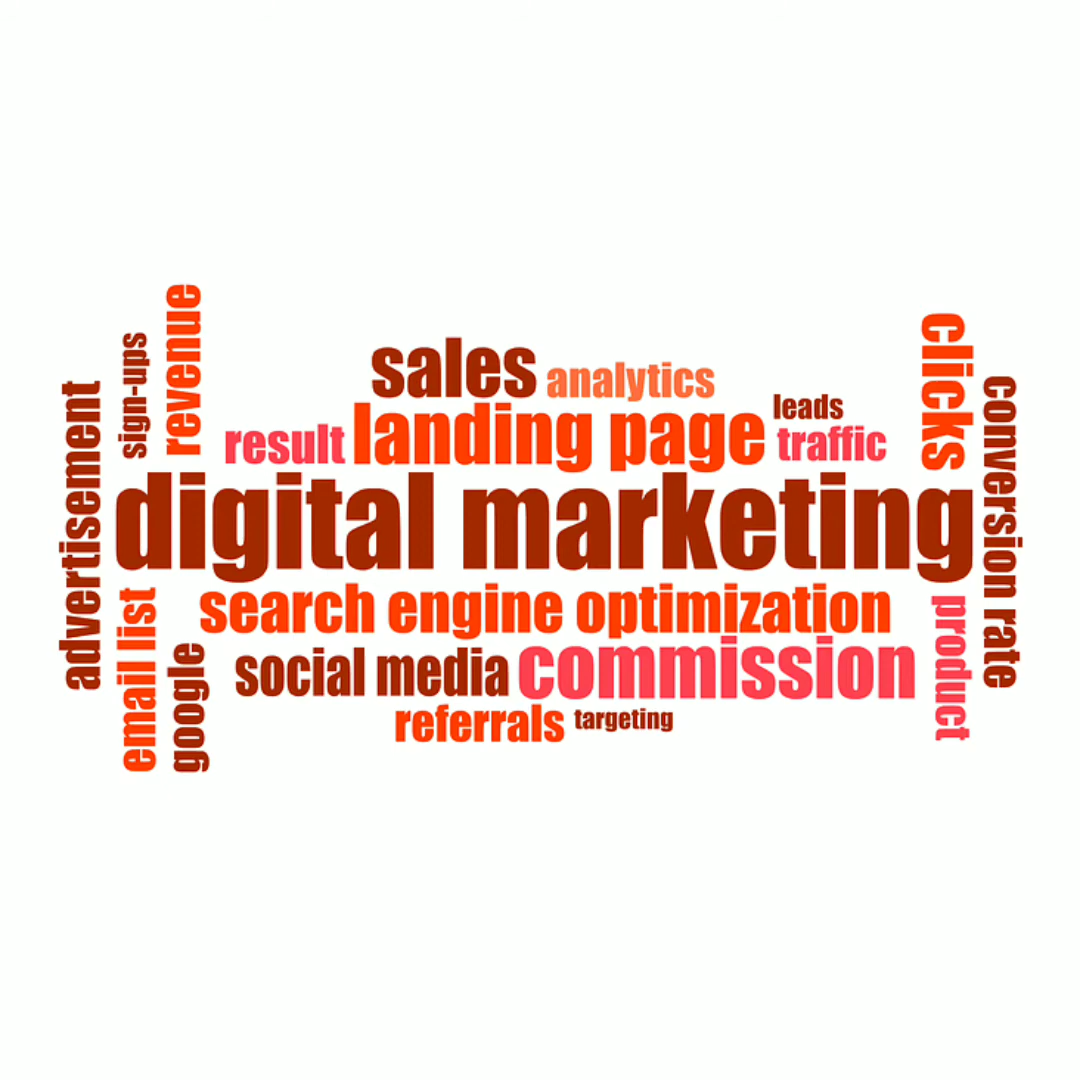 advertisement
sign-ups
revenue
sales
analytics
result
landing page
leads
traffic
clicks
conversion rate
digital marketing
search engine optimization
email list
google
social media
commission
product
referrals
targeting